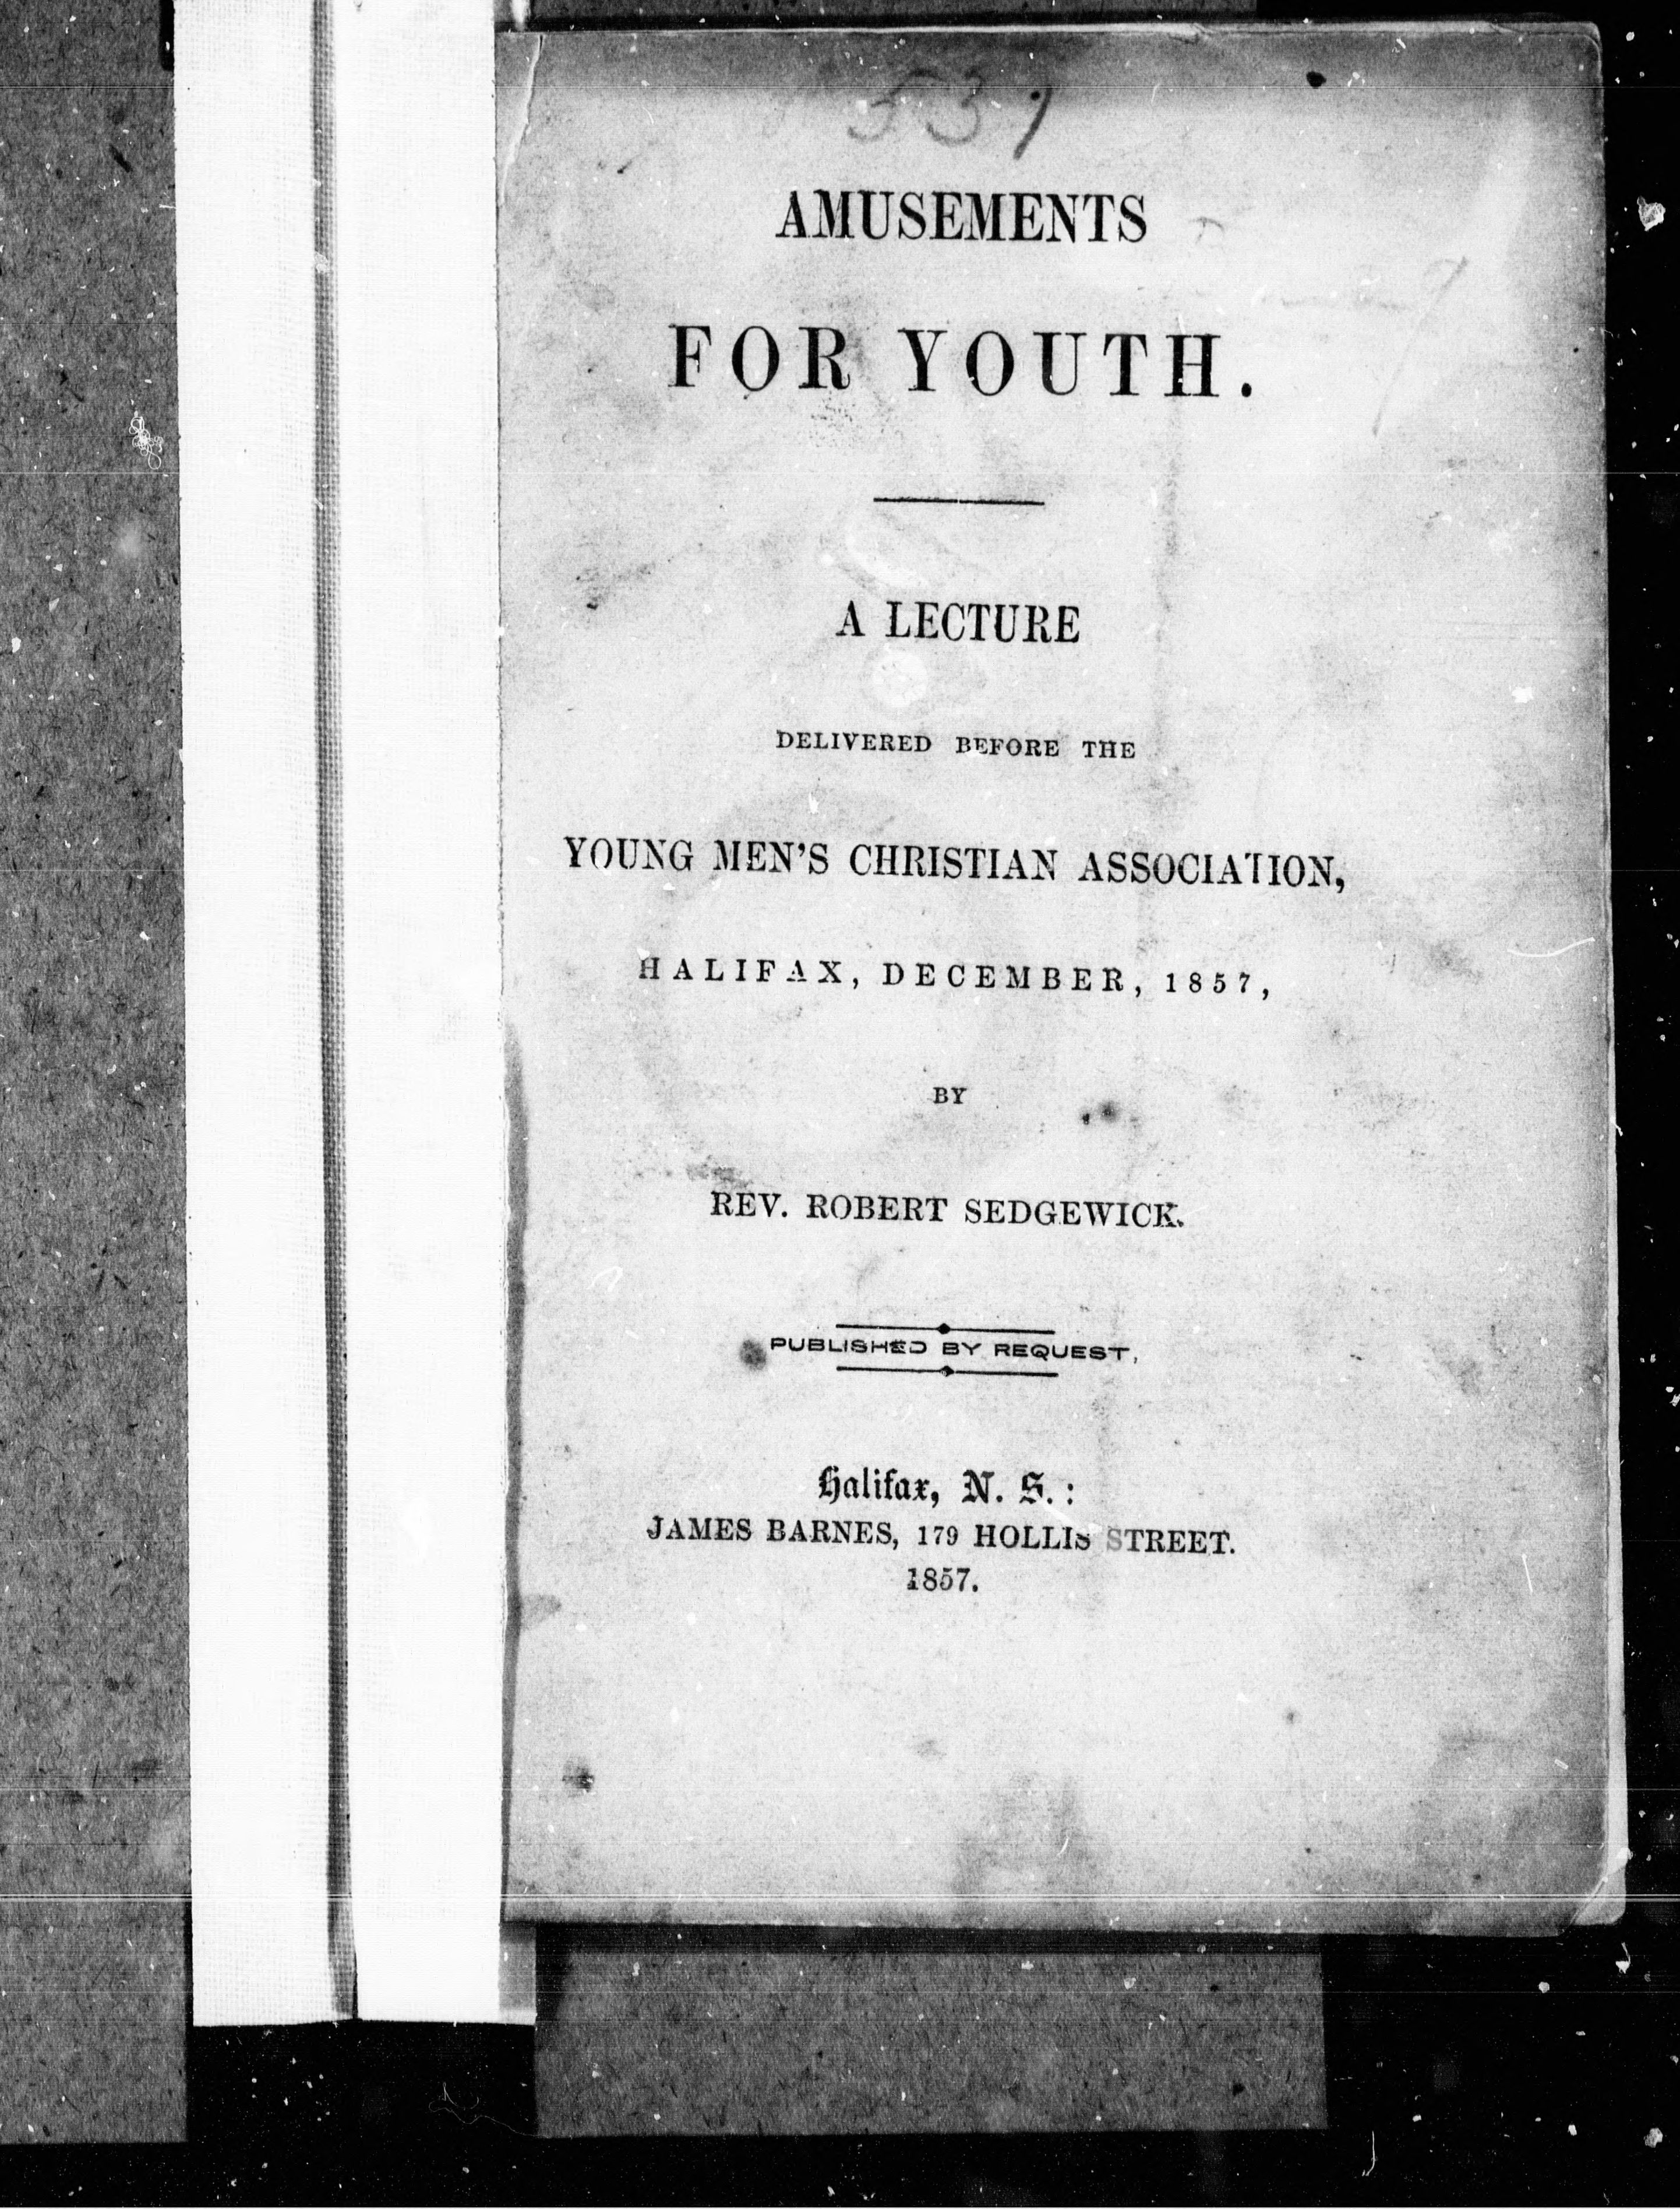 537
AMUSEMENTS
FOR YOUTH.
A LECTURE
DELIVERED BEFORE THE
YOUNG MEN'S CHRISTIAN ASSOCIATION,
HALIFAX, DECEMBER, 1857,
BY
REV. ROBERT SEDGEWICK.
PUBLISHED BY REQUEST,
Halifax, N. S.:
JAMES BARNES, 179 HOLLIS STREET.
1857.